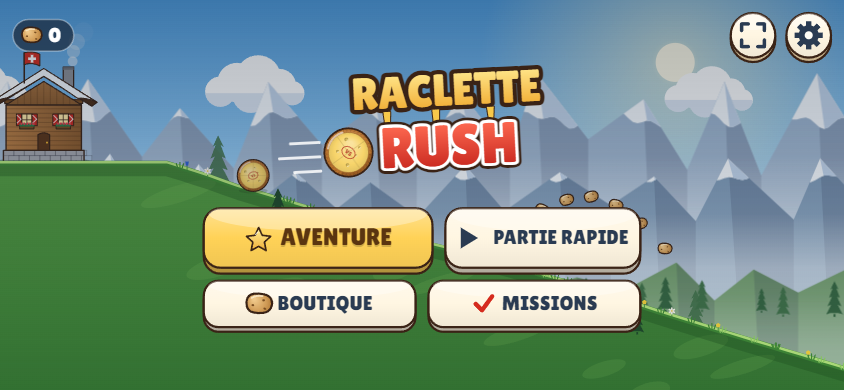 0
RACLETTE
RUSH
AVENTURE
PARTIE RAPIDE
BOUTIQUE
MISSIONS